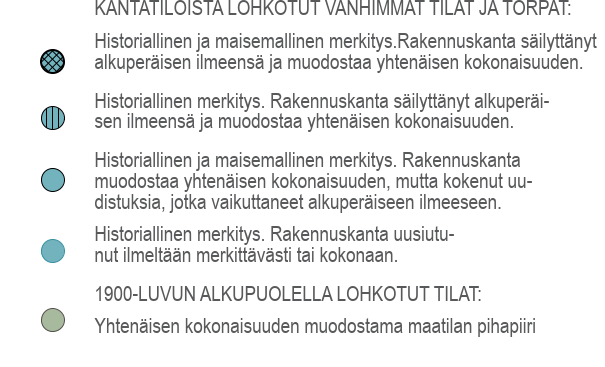 KANTATILOISTA LOHKOTUT VANHIMMAT TILAT JA TORPAT:
Historiallinen ja maisemallinen merkitys.Rakennuskanta säilyttänyt
alkuperäisen ilmeensä ja muodostaa yhtenäisen kokonaisuuden.
Historiallinen merkitys. Rakennuskanta säilyttänyt alkuperäi-
sen ilmeensä ja muodostaa yhtenäisen kokonaisuuden.
Historiallinen ja maisemallinen merkitys. Rakennuskanta
muodostaa yhtenäisen kokonaisuuden, mutta kokenut uu-
distuksia, jotka vaikuttaneet alkuperäiseen ilmeeseen.
Historiallinen merkitys. Rakennuskanta uusiutu-
nut ilmeltään merkittävästi tai kokonaan.
1900-LUVUN ALKUPUOLELLA LOHKOTUT TILAT:
Yhtenäisen kokonaisuuden muodostama maatilan pihapiiri